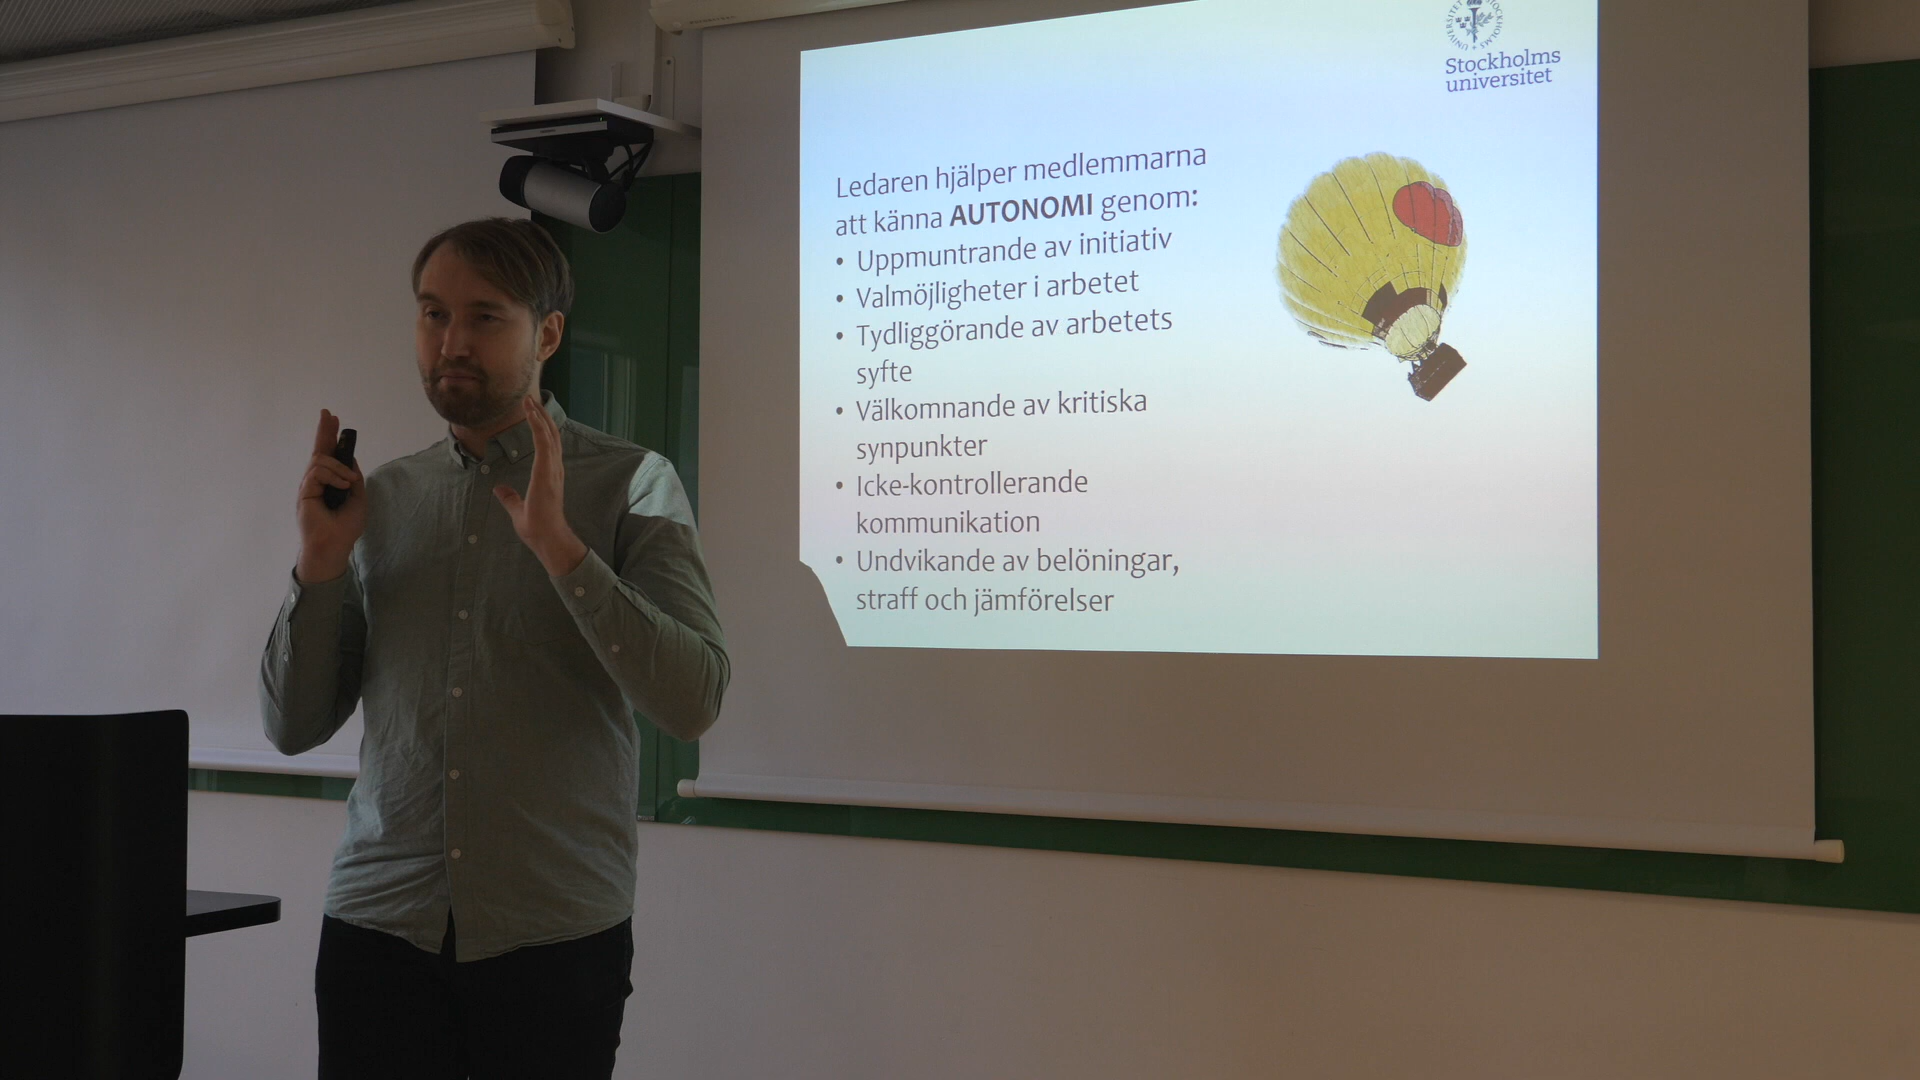 Stockholms
universitet
Ledaren hjälper medlemmarna
att känna AUTONOMI genom:
• Uppmuntrande av initiativ
• Valmöjligheter i arbetet
• Tydliggörande av arbetets
syfte
• Välkomnande av kritiska
synpunkter
• Icke-kontrollerande
kommunikation
• Undvikande av belöningar,
straff och jämförelser